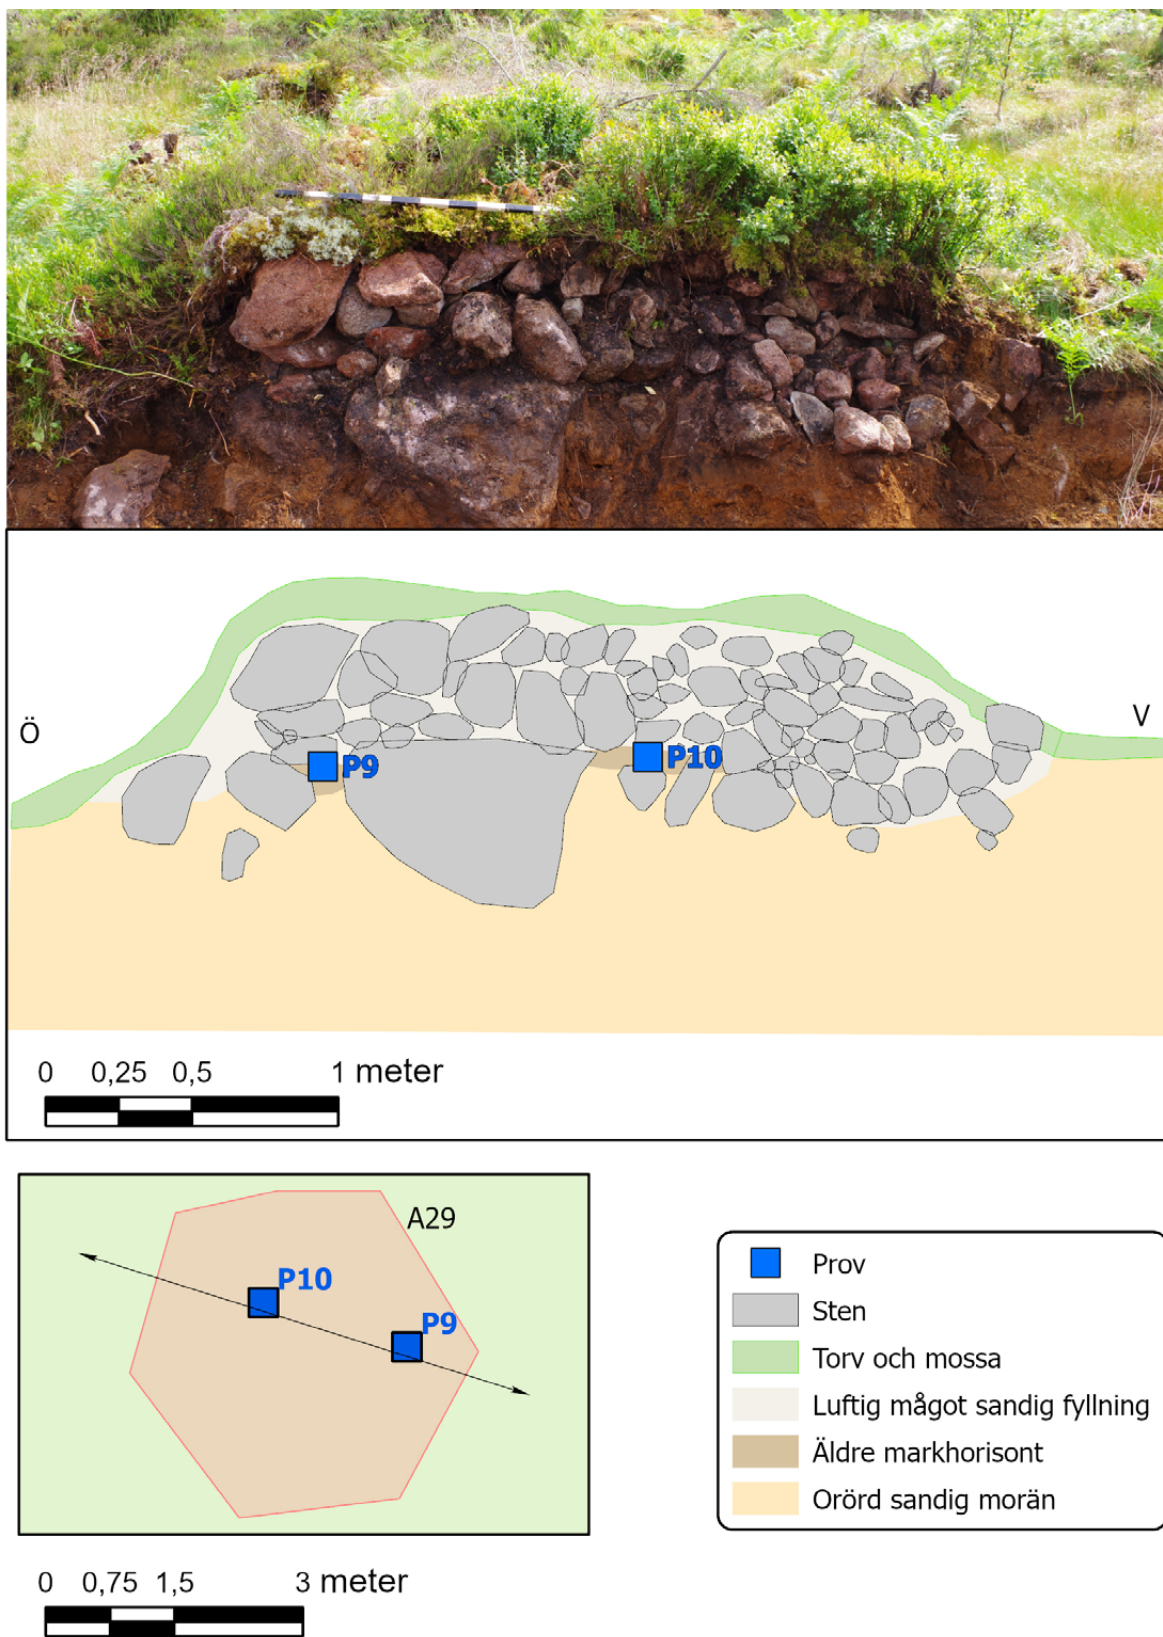 Ö
V
P9
P10
0 0,25 0,5 1 meter
A29
P10
P9
Prov
Sten
Torv och mossa
Luftig mågot sandig fyllning
Äldre markhorisont
Orörd sandig morän
0 0,75 1,5 3 meter